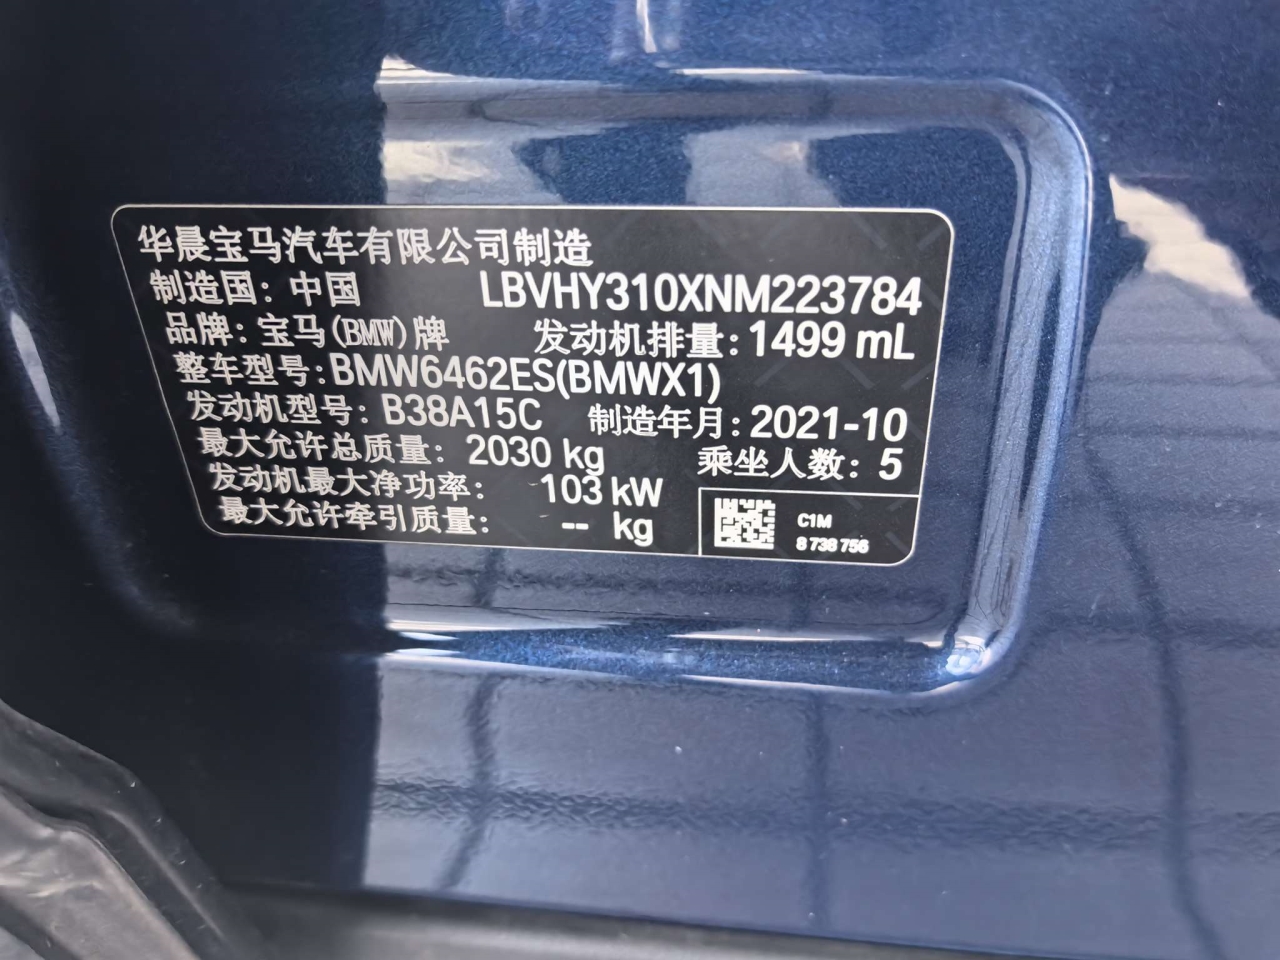 华晨宝马汽车有限公司制造
制造国：中国 LBVHY310XNM223784
品牌：宝马(BMW)牌 发动机排量：1499 mL
整车型号：BMW6462ES(BMWX1)
发动机型号：B38A15C 制造年月：2021-10
最大允许总质量：2030 kg 乘坐人数：5
发动机最大净功率：103 kW
最大允许牵引质量：-- kg
C1M
8 738 756